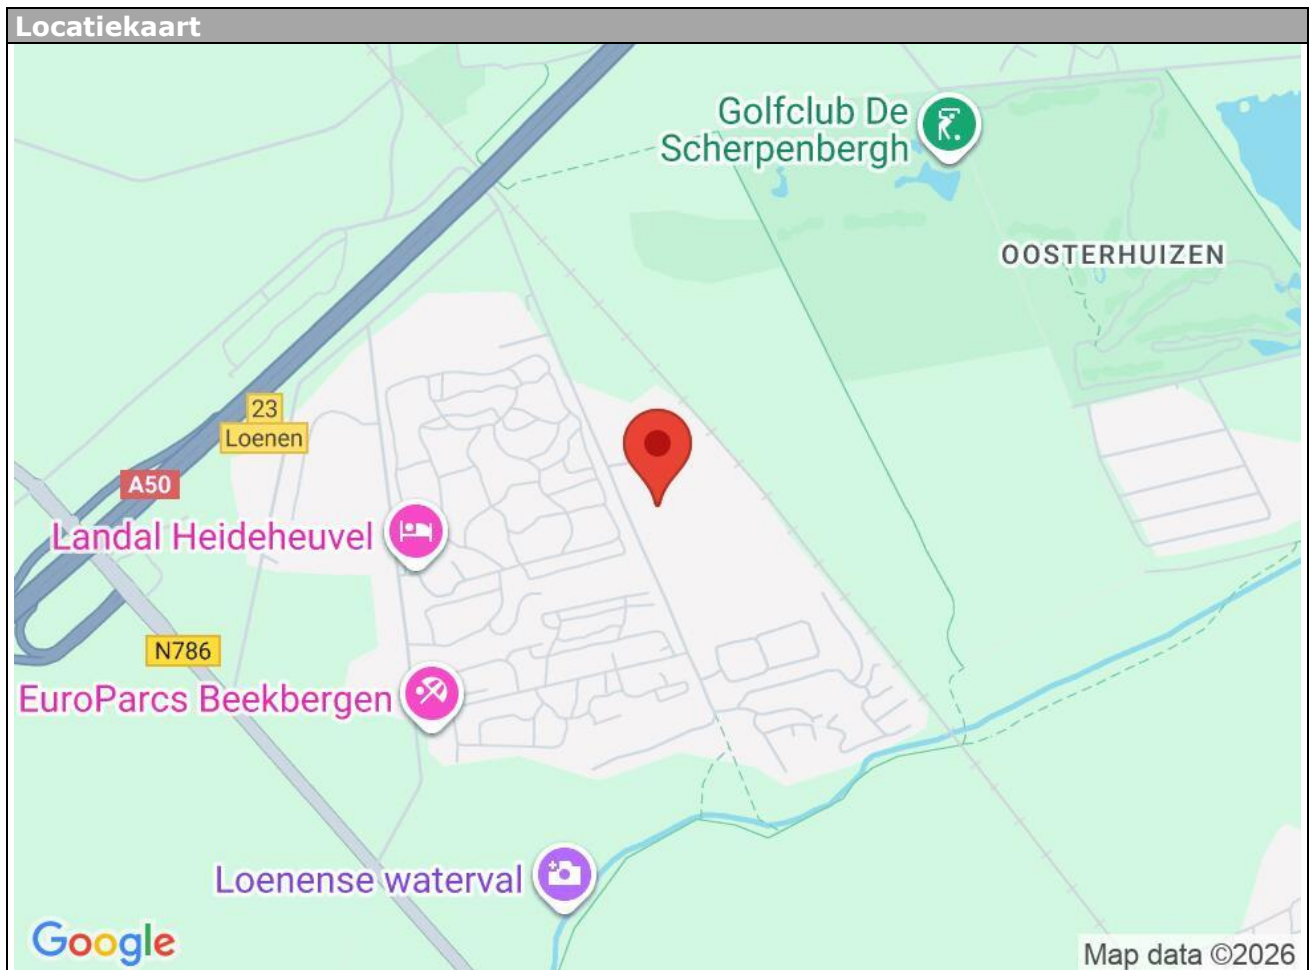 Locatiekaart
Golfclub De
Scherpenbergh
OOSTERHUIZEN
23
Loenen
A50
Landal Heideheuvel
N786
EuroParcs Beekbergen
Loenense waterval
Google
Map data ©2026